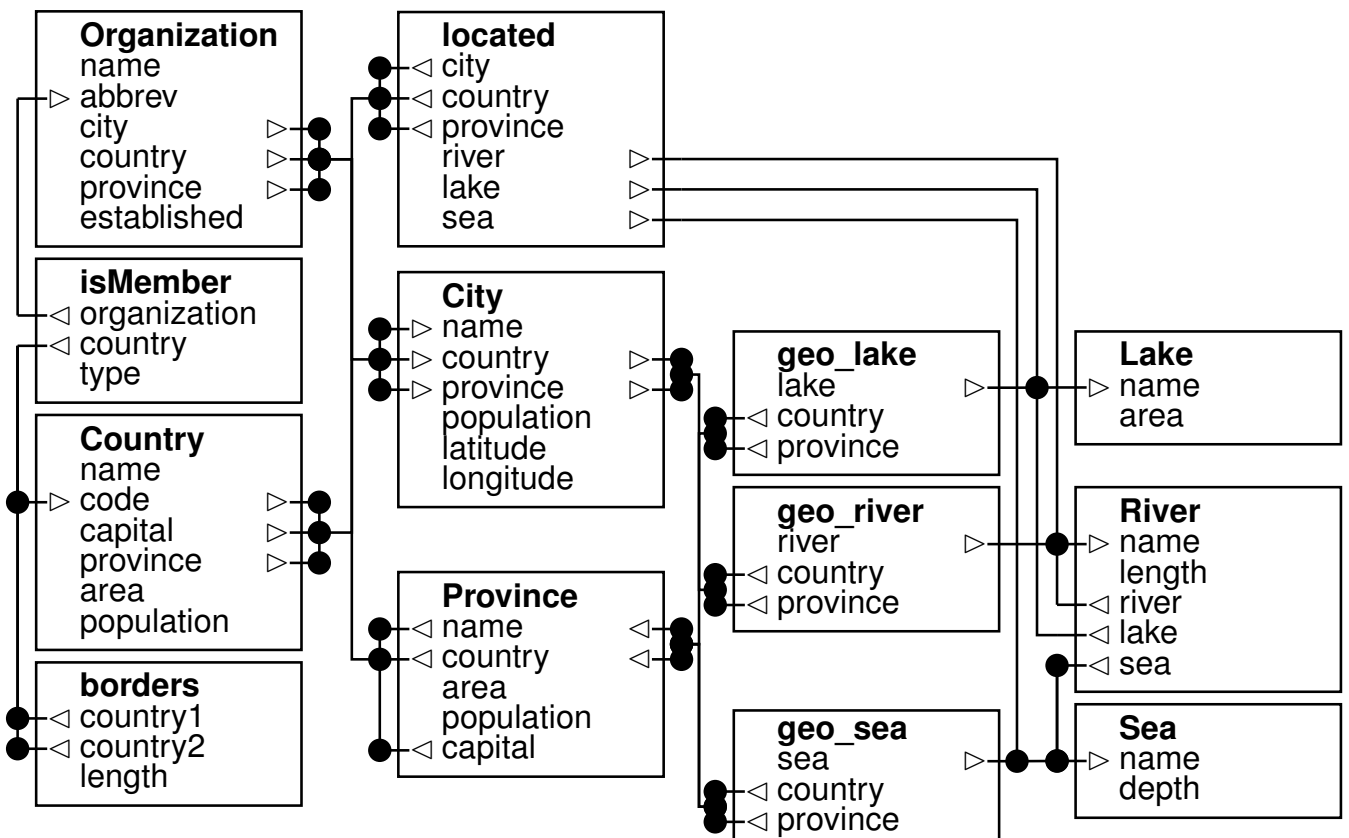 Organization
name
abbrev
city
country
province
established
isMember
organization
country
type
Country
name
code
capital
province
area
population
borders
country1
country2
length
located
city
country
province
river
lake
sea
City
name
country
province
population
latitude
longitude
Province
name
country
area
population
capital
geo_lake
lake
country
province
geo_river
river
country
province
geo_sea
sea
country
province
Lake
name
area
River
name
length
river
lake
sea
Sea
name
depth